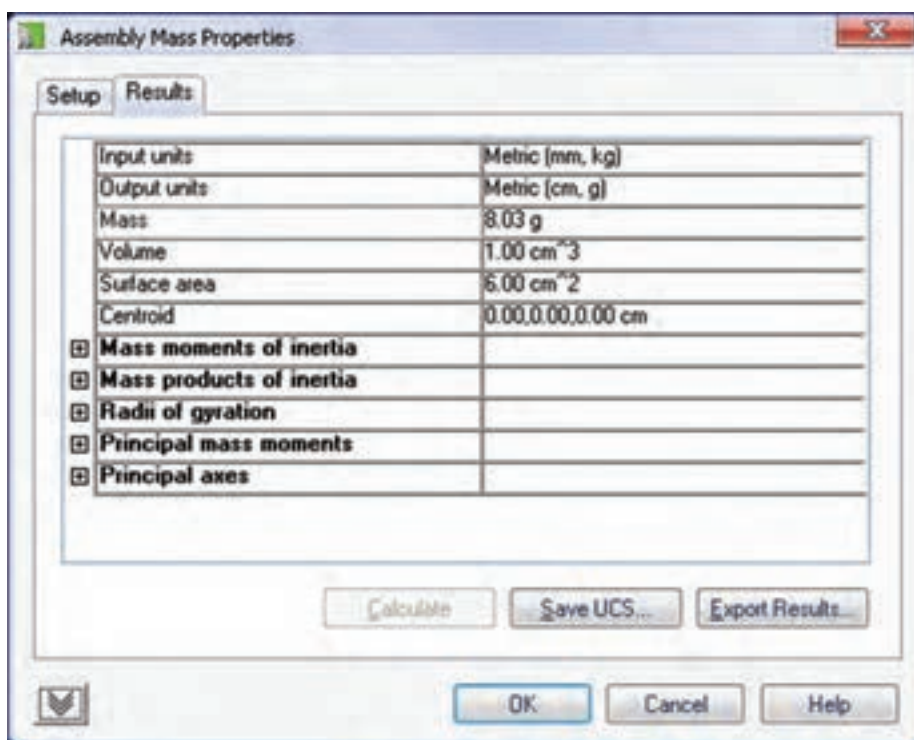 Assembly Mass Properties
Setup Results
Input units Metric (mm, kg)
Output units Metric (cm, g)
Mass 8.03 g
Volume 1.00 cm^3
Surface area 6.00 cm^2
Centroid 0.00,0.00,0.00 cm
Mass moments of inertia
Mass products of inertia
Radii of gyration
Principal mass moments
Principal axes
Calculate Save UCS... Export Results...
OK Cancel Help